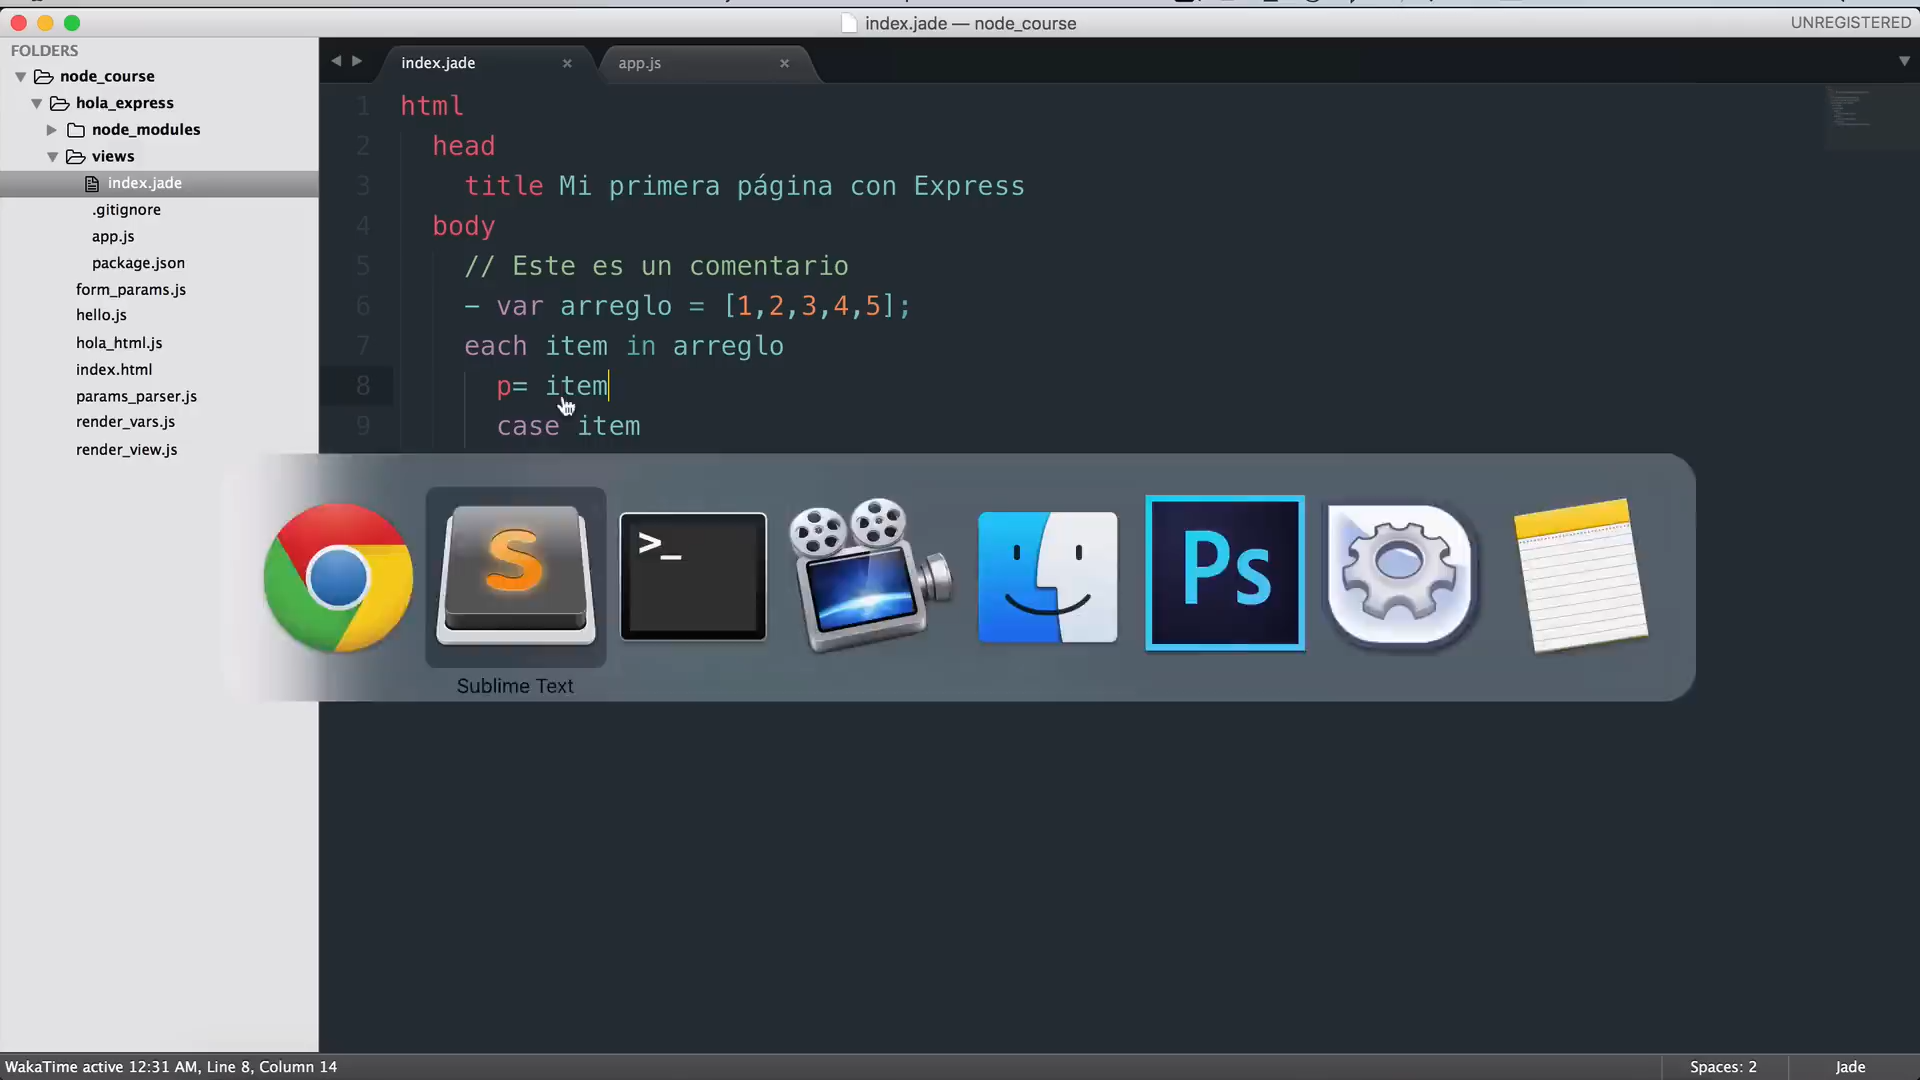 index.jade — node_course
UNREGISTERED
FOLDERS
node_course
hola_express
node_modules
views
index.jade
.gitignore
app.js
package.json
form_params.js
hello.js
hola_html.js
index.html
params_parser.js
render_vars.js
render_view.js
index.jade
app.js
1 html
2 head
3 title Mi primera página con Express
4 body
5 // Este es un comentario
6 - var arreglo = [1,2,3,4,5];
7 each item in arreglo
8 p= item
9 case item
S
>_
Ps
Sublime Text
WakaTime active 12:31 AM, Line 8, Column 14
Spaces: 2
Jade